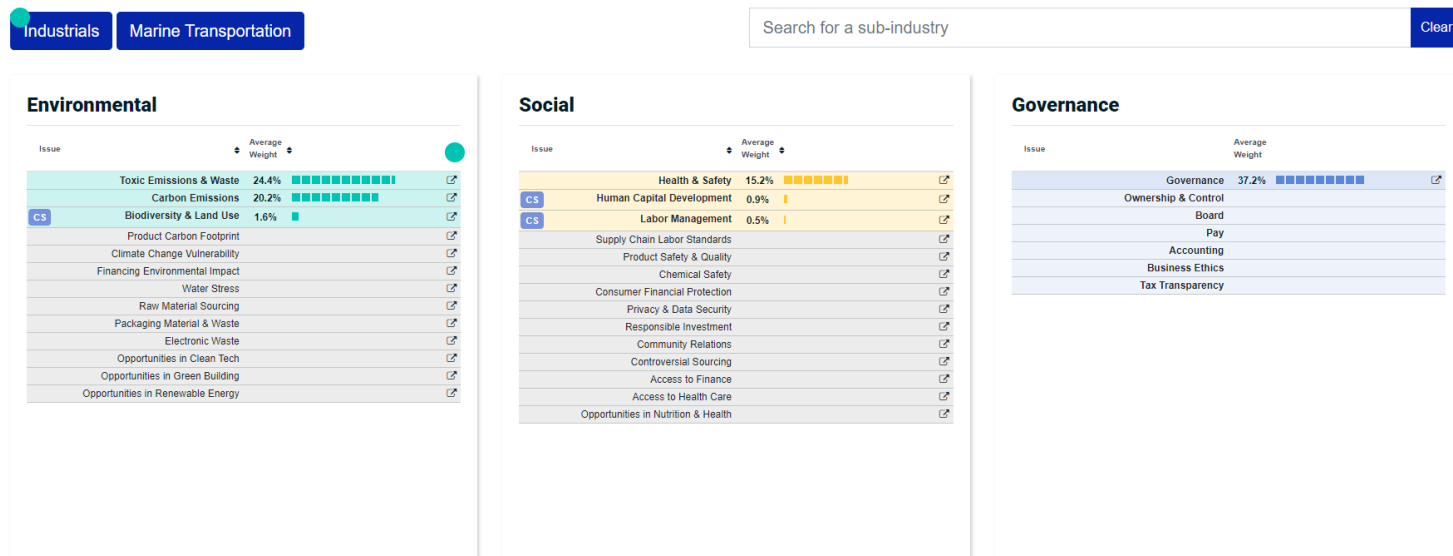 Industrials
Marine Transportation
Search for a sub-industry
Clear
Environmental
Issue
Average
Weight
Toxic Emissions & Waste 24.4%
Carbon Emissions 20.2%
CS Biodiversity & Land Use 1.6%
Product Carbon Footprint
Climate Change Vulnerability
Financing Environmental Impact
Water Stress
Raw Material Sourcing
Packaging Material & Waste
Electronic Waste
Opportunities in Clean Tech
Opportunities in Green Building
Opportunities in Renewable Energy
Social
Issue
Average
Weight
Health & Safety 15.2%
CS Human Capital Development 0.9%
CS Labor Management 0.5%
Supply Chain Labor Standards
Product Safety & Quality
Chemical Safety
Consumer Financial Protection
Privacy & Data Security
Responsible Investment
Community Relations
Controversial Sourcing
Access to Finance
Access to Health Care
Opportunities in Nutrition & Health
Governance
Issue
Average
Weight
Governance 37.2%
Ownership & Control
Board
Pay
Accounting
Business Ethics
Tax Transparency